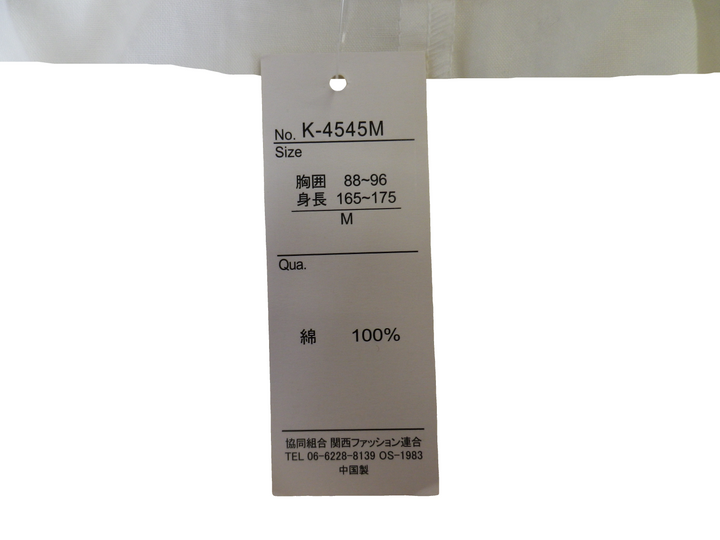 No. K-4545M
Size
胸囲 88~96
身長 165~175
M
Qua.
綿 100%
協同組合 関西ファッション連合
TEL 06-6228-8139 OS-1983
中国製